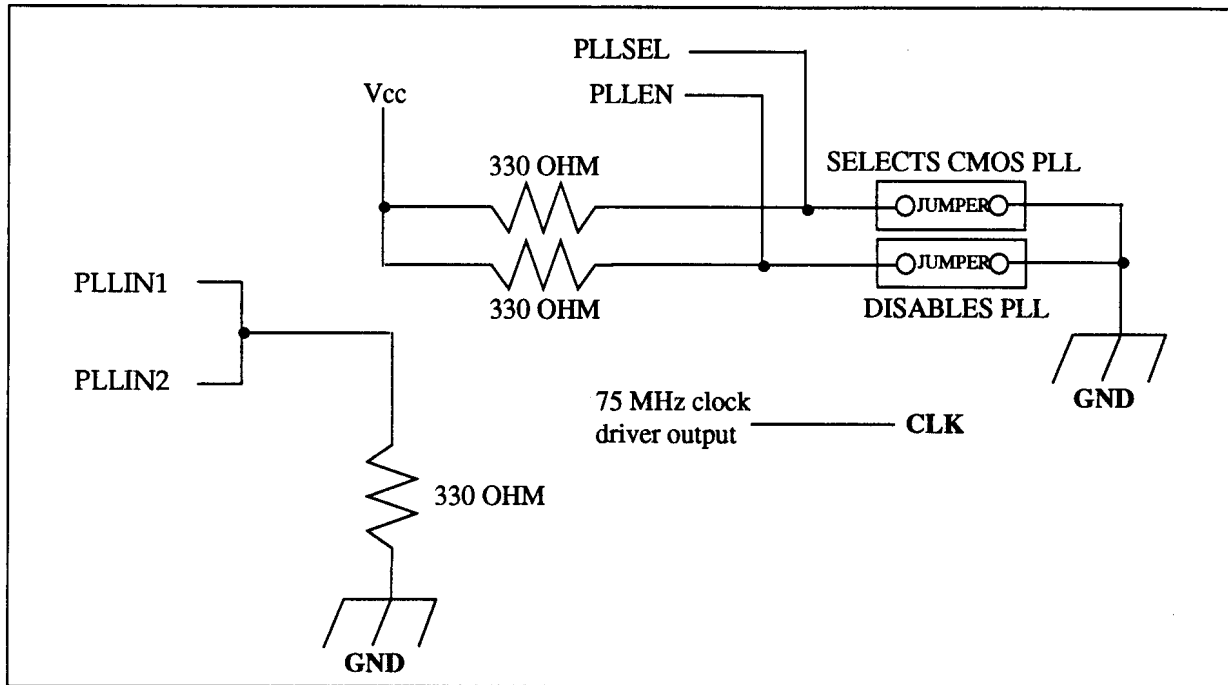 PLLSEL
Vcc
PLLEN
330 OHM
SELECTS CMOS PLL
JUMPER
JUMPER
330 OHM
DISABLES PLL
PLLIN1
PLLIN2
GND
75 MHz clock
driver output
CLK
330 OHM
GND